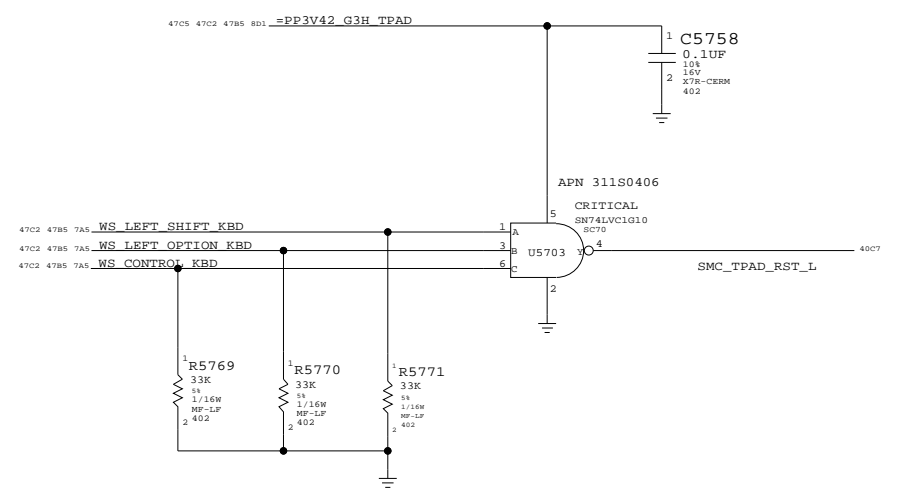 47C5 47C2 47B5 8D1 =PP3V42_G3H_TPAD
1 C5758
0.1UF
10%
16V
2 X7R-CERM
402
APN 311S0406
5 CRITICAL
SN74LVC1G10
SC70
47C2 47B5 7A5 WS_LEFT_SHIFT_KBD 1 A
47C2 47B5 7A5 WS_LEFT_OPTION_KBD 3 B U5703 Y 4 40C7
47C2 47B5 7A5 WS_CONTROL_KBD 6 C SMC_TPAD_RST_L
2
1 R5769
33K
5%
1/16W
MF-LF
2 402
1 R5770
33K
5%
1/16W
MF-LF
2 402
1 R5771
33K
5%
1/16W
MF-LF
2 402